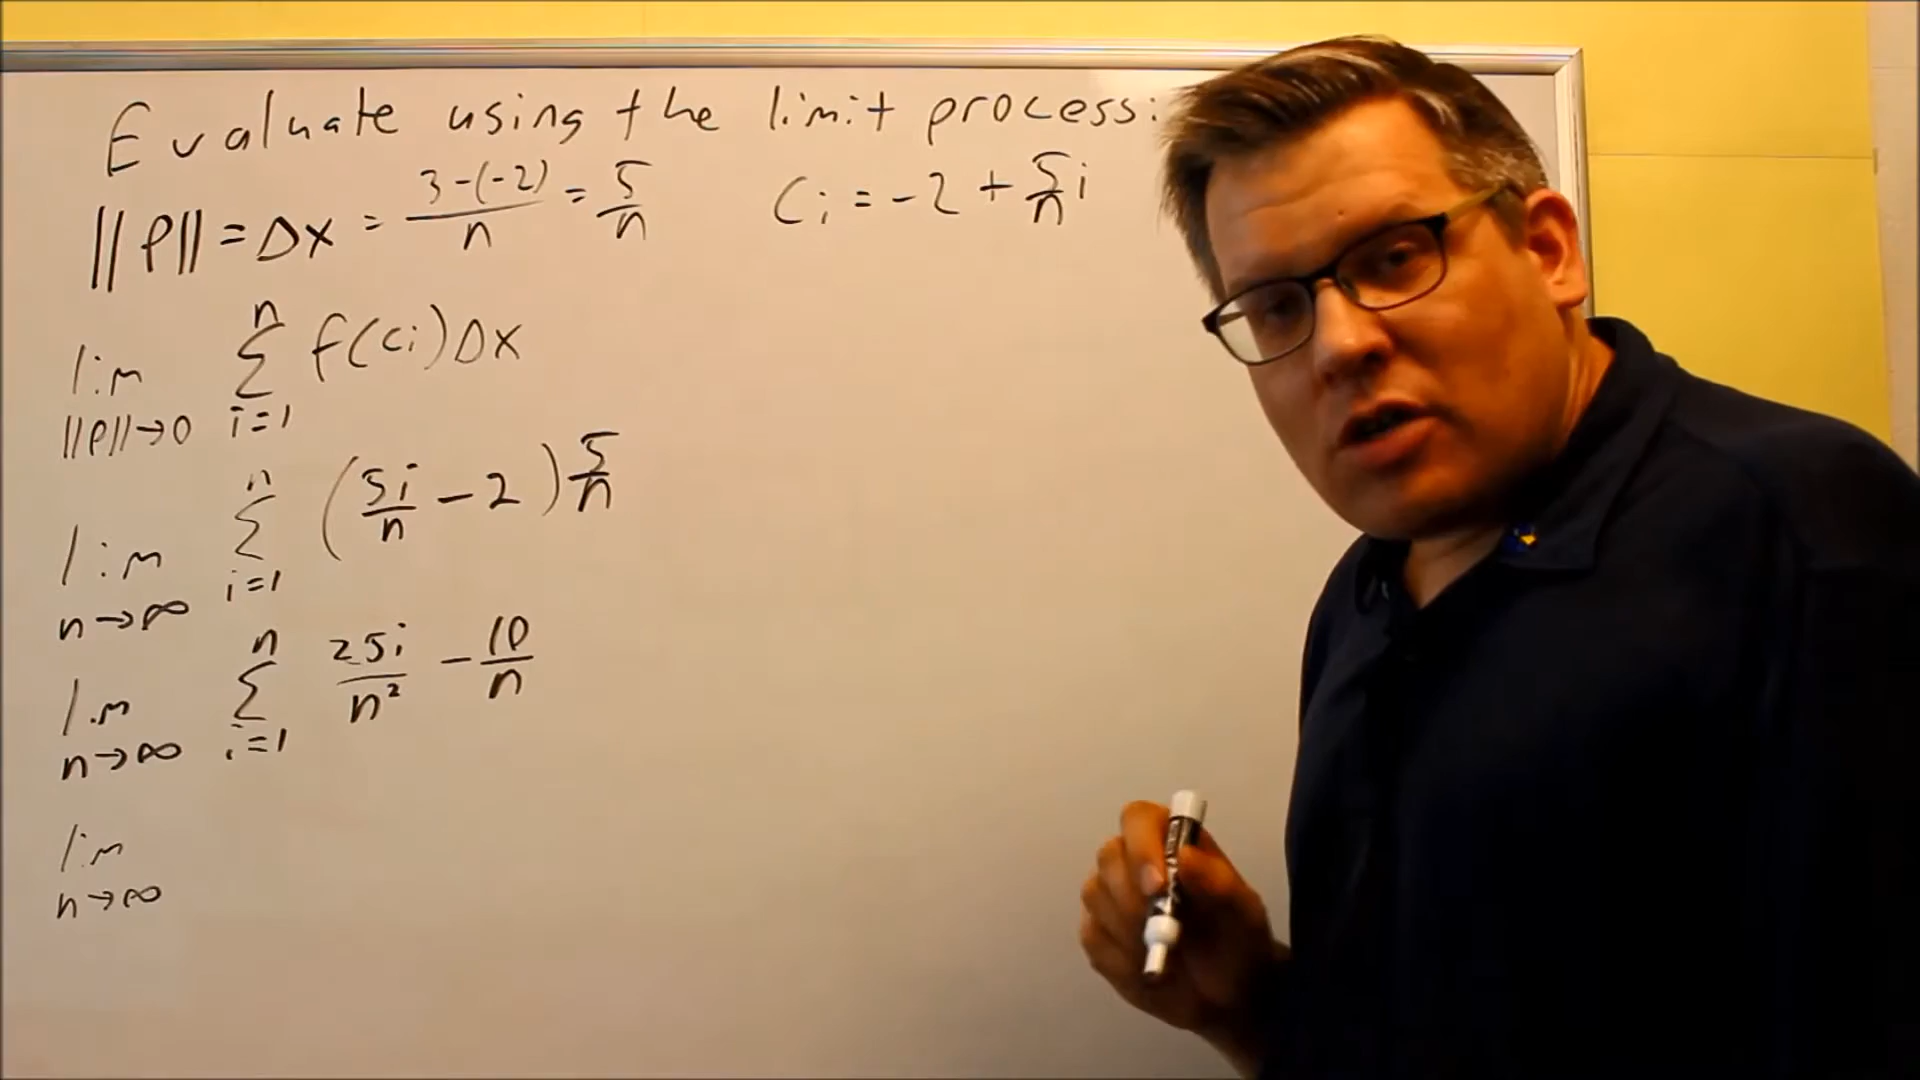 Evaluate using the limit process:
||P|| = Δx = 3-(-2)/n = 5/n    Ci = -2 + 5/n i
lim ||P||→0 n Σ i=1 f(ci)Δx
lim n→∞ n Σ i=1 (5i/n - 2) 5/n
lim n→∞ n Σ i=1 25i/n² - 10/n
lim n→∞